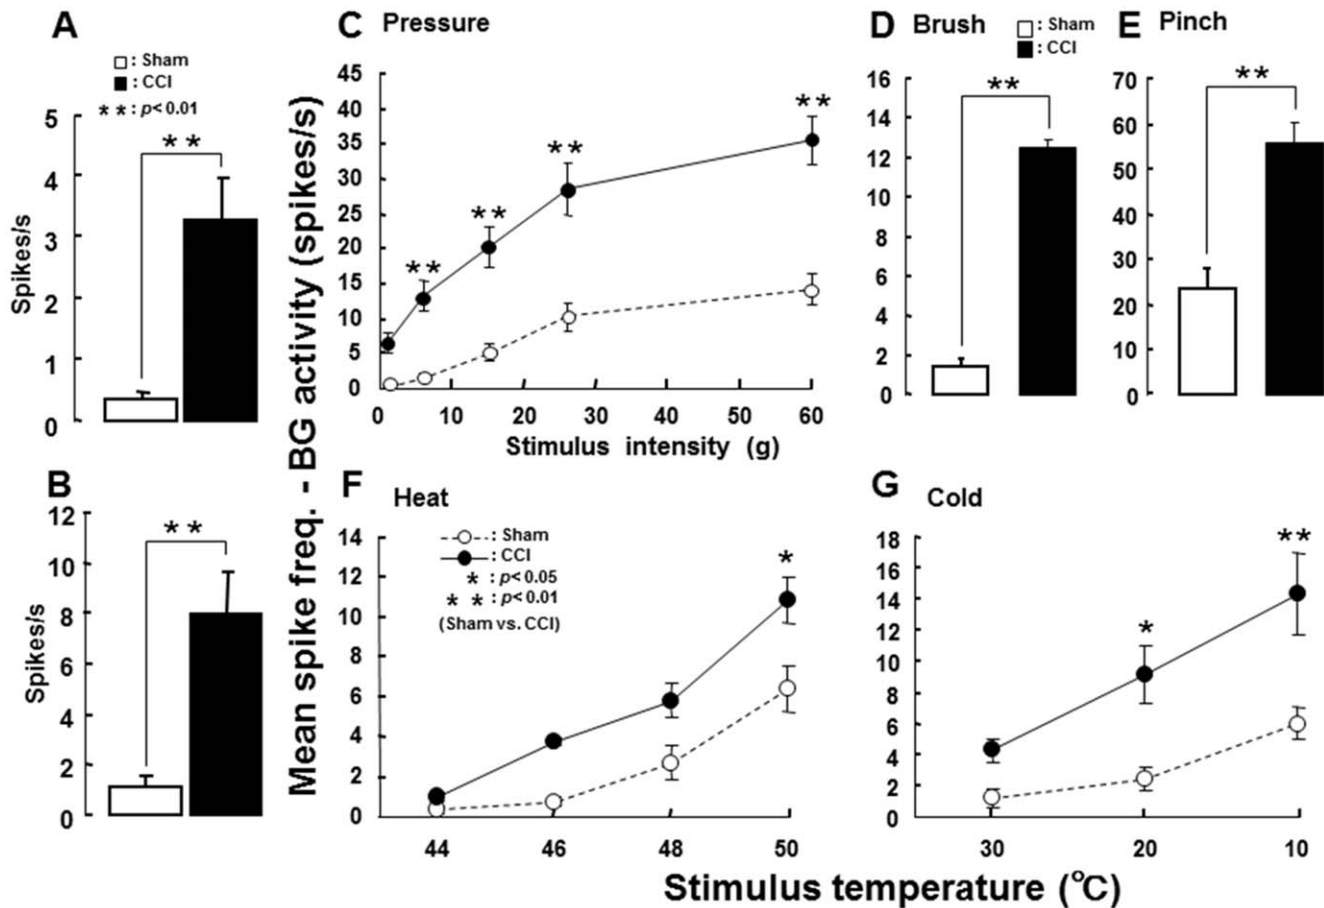 A
□ : Sham
■ : CCI
** : p< 0.01
5
4
3
2
1
0
Spikes/s
**
B
12
10
8
6
4
2
0
Spikes/s
**
Mean spike freq. - BG activity (spikes/s)
C Pressure
45
40
35
30
25
20
15
10
5
0
**
**
**
**
0 10 20 30 40 50 60
Stimulus intensity (g)
D Brush
□ : Sham
■ : CCI
16
14
12
10
8
6
4
2
0
**
E Pinch
70
60
50
40
30
20
10
0
**
F Heat
14
12
10
8
6
4
2
0
: Sham
: CCI
* : p< 0.05
** : p< 0.01
(Sham vs. CCI)
*
44 46 48 50
G Cold
18
16
14
12
10
8
6
4
2
0
*
**
30 20 10
Stimulus temperature (°C)